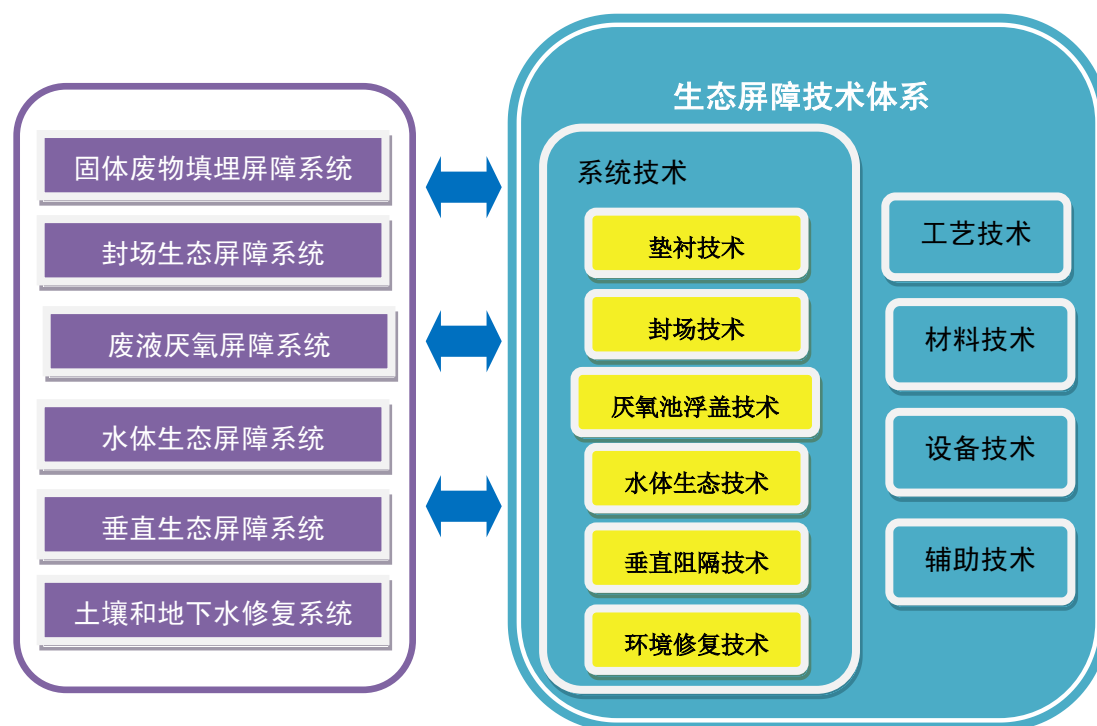 固体废物填埋屏障系统
封场生态屏障系统
废液厌氧屏障系统
水体生态屏障系统
垂直生态屏障系统
土壤和地下水修复系统
生态屏障技术体系
系统技术
垫衬技术
封场技术
厌氧池浮盖技术
水体生态技术
垂直阻隔技术
环境修复技术
工艺技术
材料技术
设备技术
辅助技术